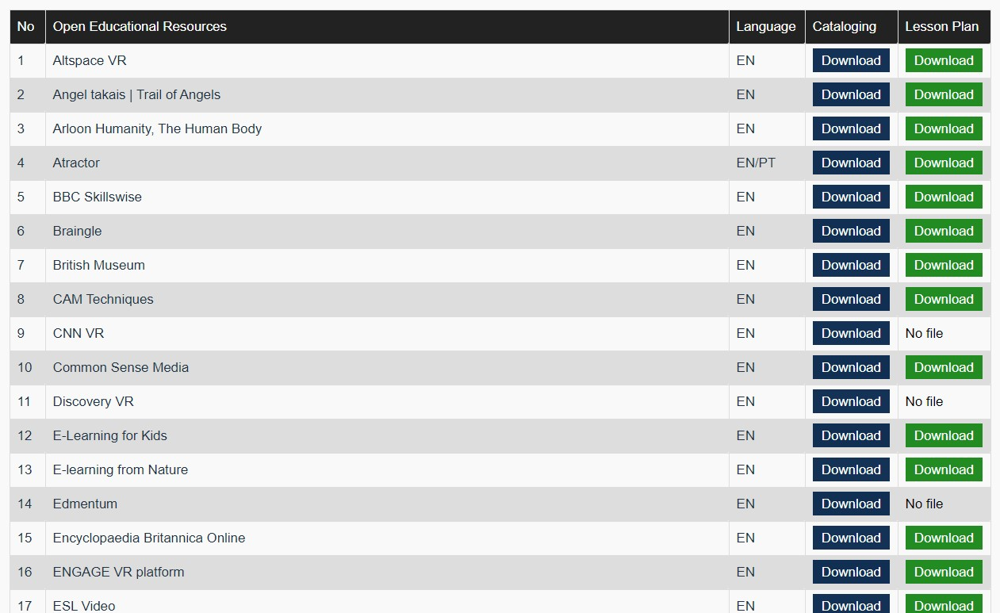 No Open Educational Resources Language Cataloging Lesson Plan
1 Altspace VR EN Download Download
2 Angel takais | Trail of Angels EN Download Download
3 Arloon Humanity, The Human Body EN Download Download
4 Atractor EN/PT Download Download
5 BBC Skillswise EN Download Download
6 Braingle EN Download Download
7 British Museum EN Download Download
8 CAM Techniques EN Download Download
9 CNN VR EN Download No file
10 Common Sense Media EN Download Download
11 Discovery VR EN Download No file
12 E-Learning for Kids EN Download Download
13 E-learning from Nature EN Download Download
14 Edmentum EN Download No file
15 Encyclopaedia Britannica Online EN Download Download
16 ENGAGE VR platform EN Download Download
17 ESL Video EN Download Download